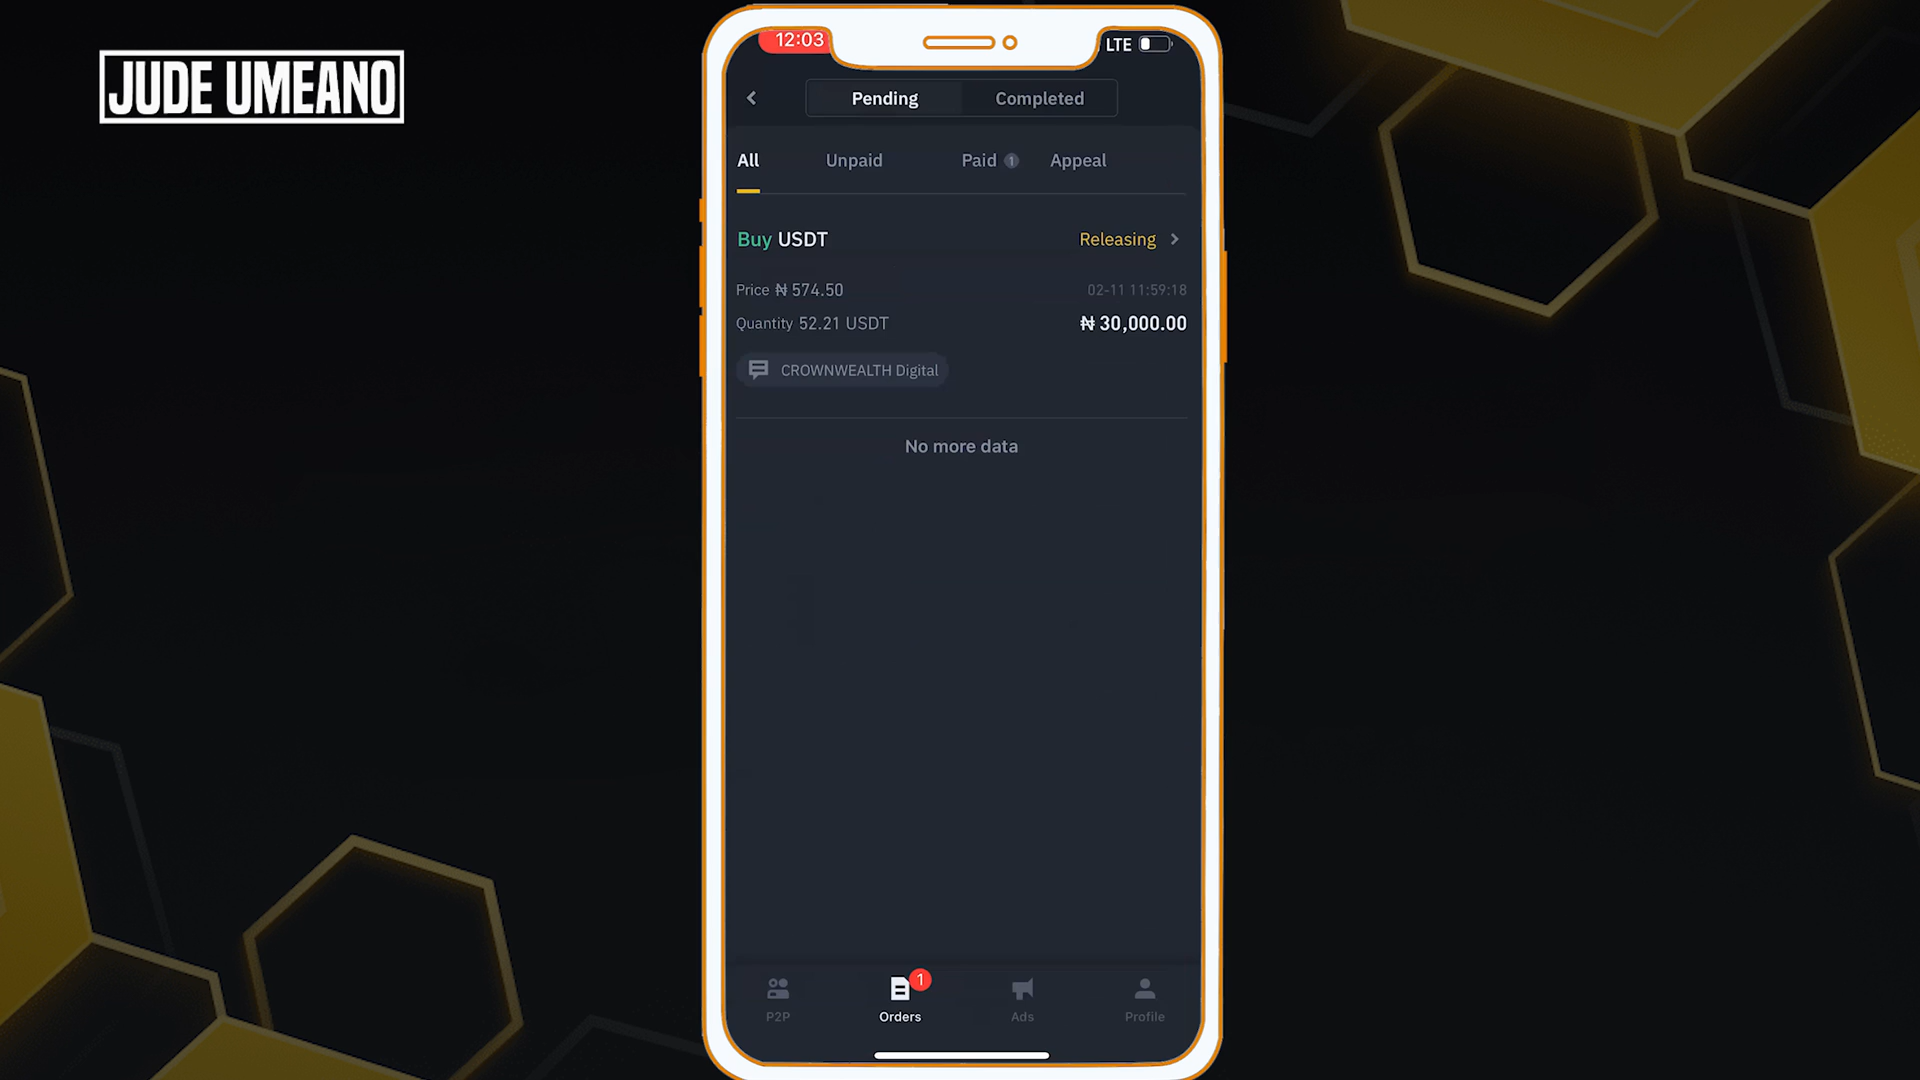 JUDE UMEANO
12:03
LTE
Pending Completed
All Unpaid Paid 1 Appeal
Buy USDT Releasing
Price ₦ 574.50 02-11 11:59:18
Quantity 52.21 USDT ₦ 30,000.00
CROWNWEALTH Digital
No more data
1
P2P Orders Ads Profile